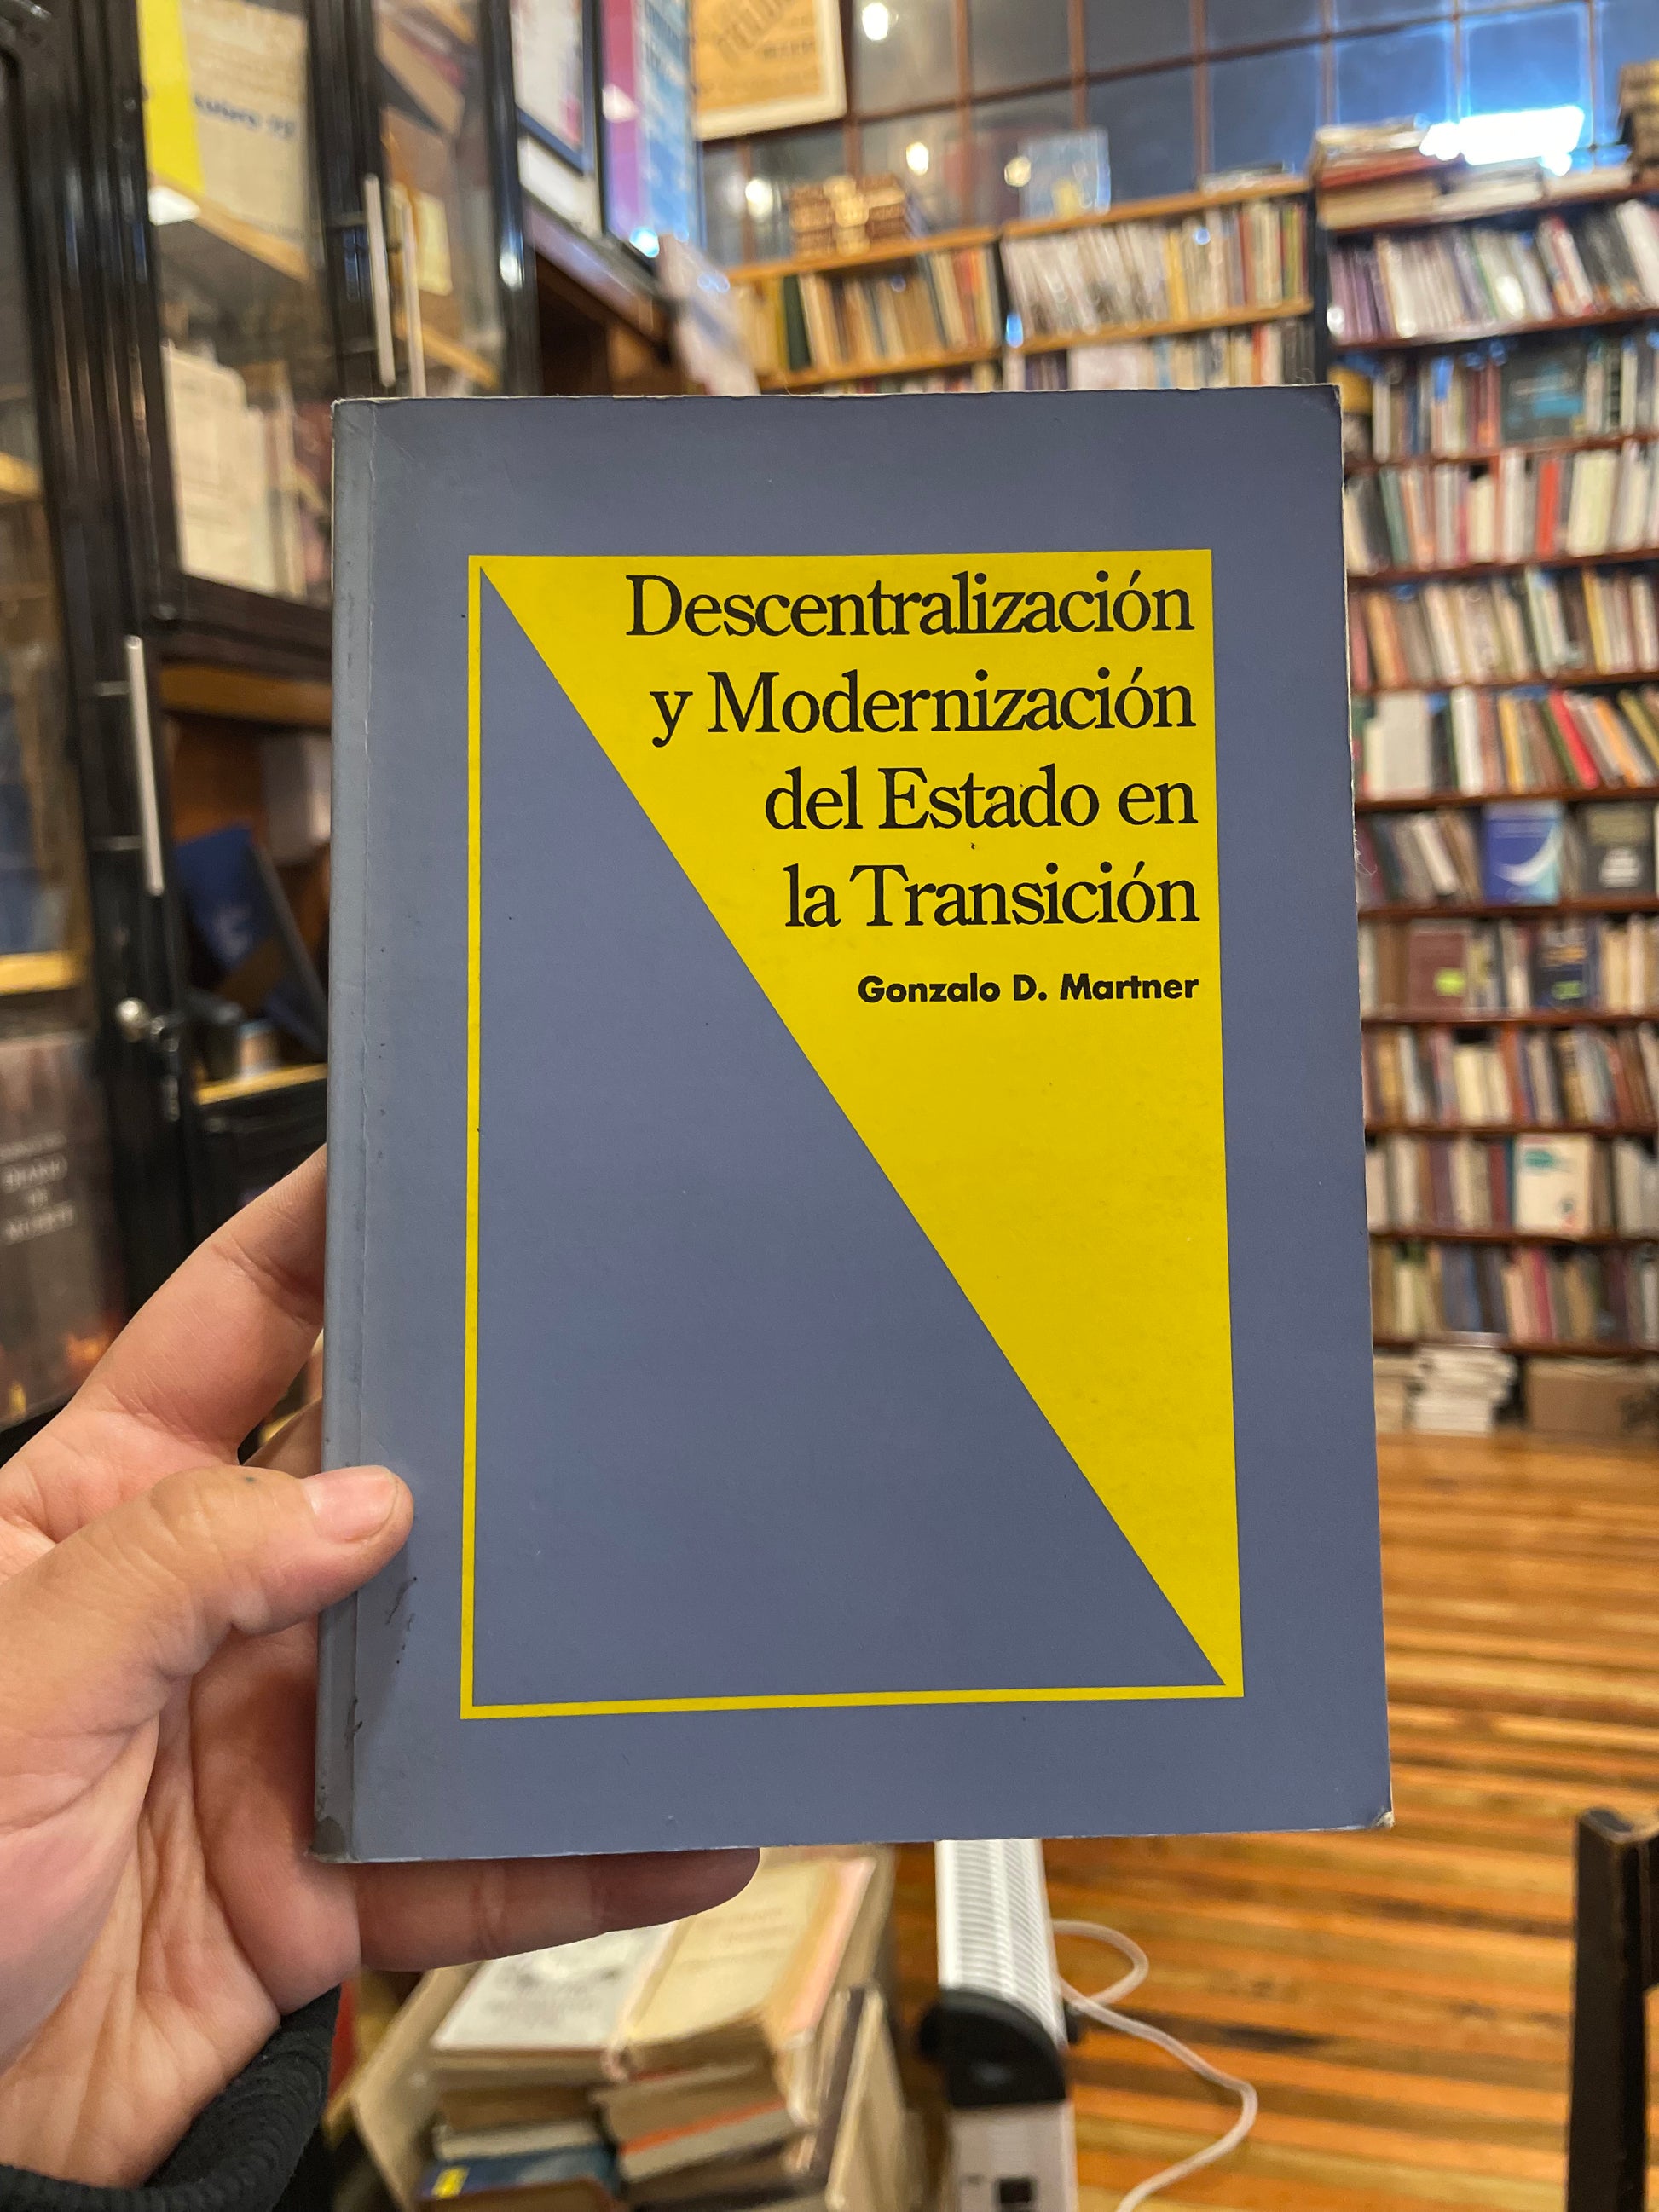 Descentralización
y Modernización
del Estado en
la Transición
Gonzalo D. Martner